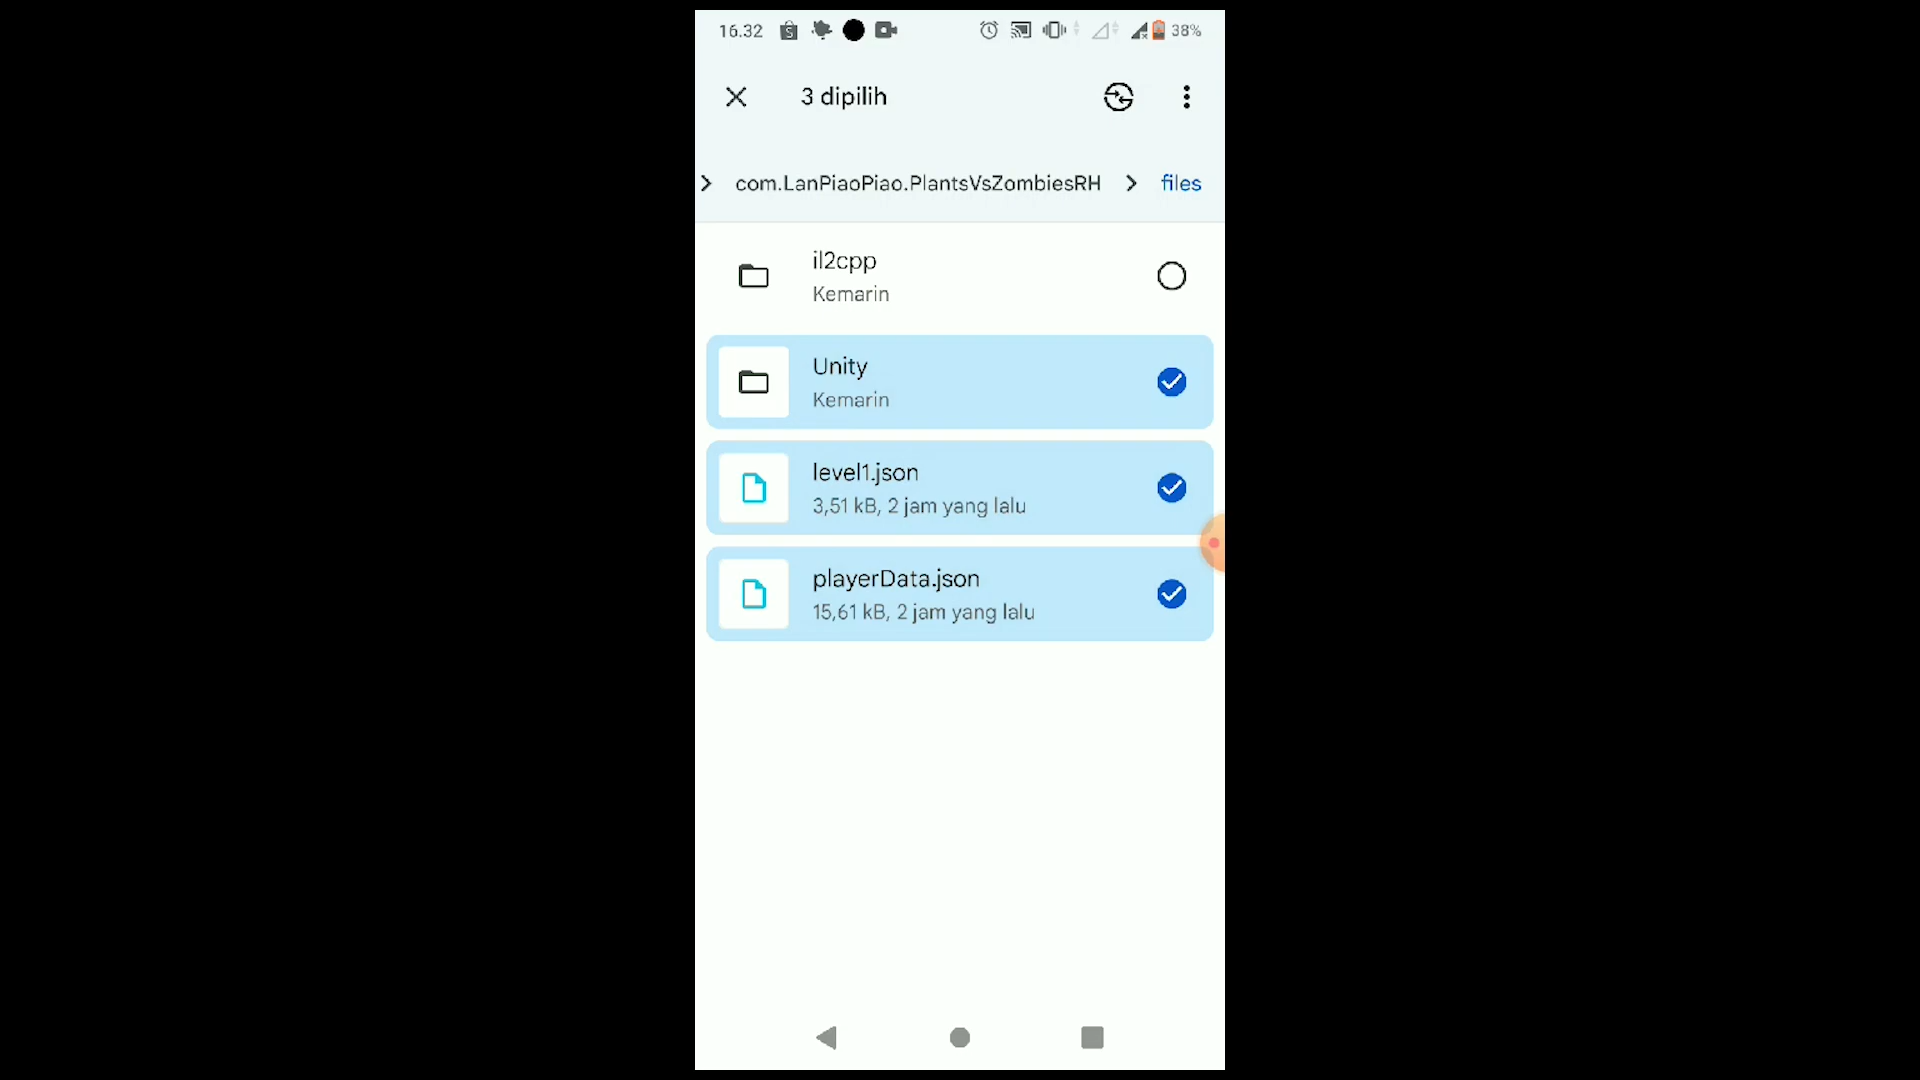 16.32
38%
3 dipilih
com.LanPiaoPiao.PlantsVsZombiesRH
files
il2cpp
Kemarin
Unity
Kemarin
level1.json
3,51 kB, 2 jam yang lalu
playerData.json
15,61 kB, 2 jam yang lalu